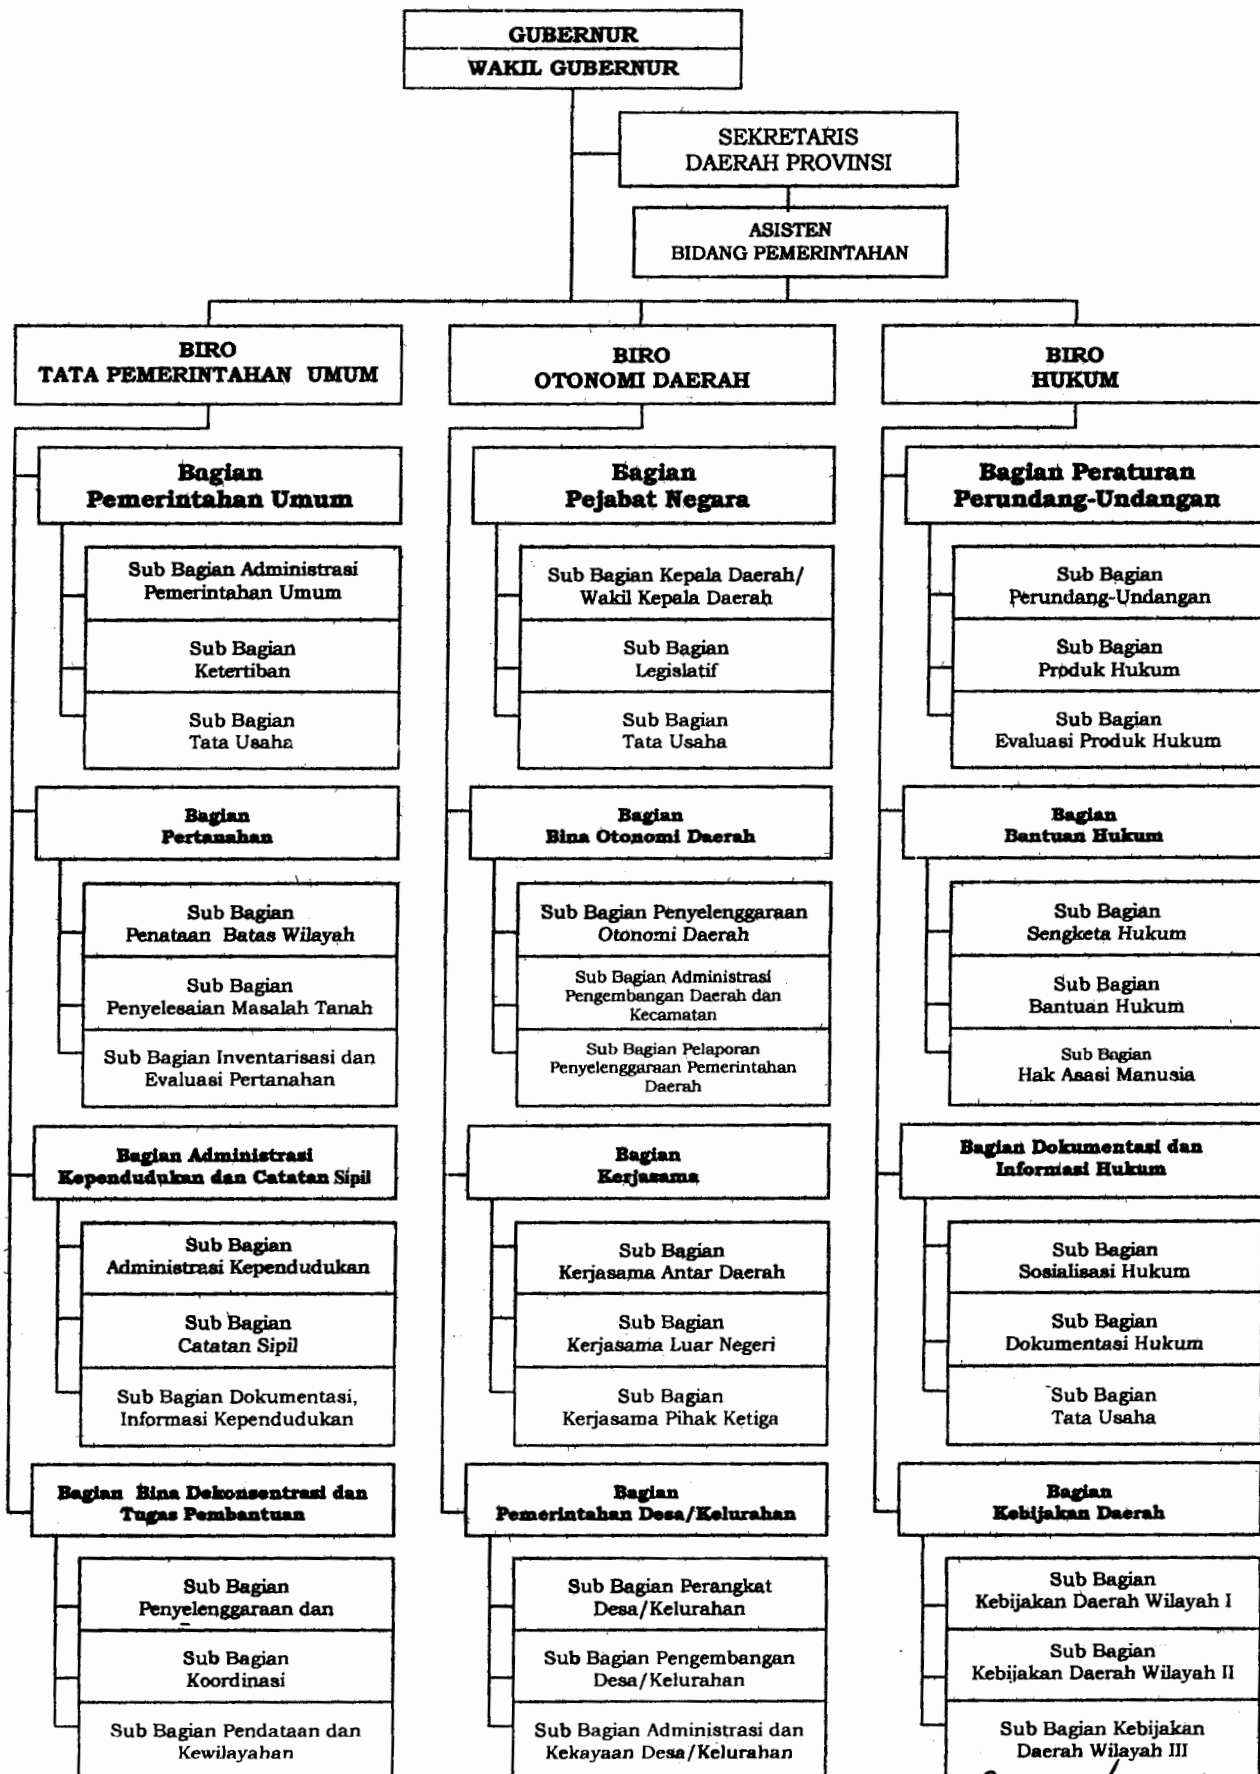 GUBERNUR
WAKIL GUBERNUR
SEKRETARIS
DAERAH PROVINSI
ASISTEN
BIDANG PEMERINTAHAN
BIRO
TATA PEMERINTAHAN UMUM
Bagian
Pemerintahan Umum
Sub Bagian Administrasi
Pemerintahan Umum
Sub Bagian
Ketertiban
Sub Bagian
Tata Usaha
Bagian
Pertanahan
Sub Bagian
Penataan Batas Wilayah
Sub Bagian
Penyelesaian Masalah Tanah
Sub Bagian Inventarisasi dan
Evaluasi Pertanahan
Bagian Administrasi
Kependudukan dan Catatan Sipil
Sub Bagian
Administrasi Kependudukan
Sub Bagian
Catatan Sipil
Sub Bagian Dokumentasi,
Informasi Kependudukan
Bagian Bina Dekonsentrasi dan
Tugas Pembantuan
Sub Bagian
Penyelenggaraan dan
Sub Bagian
Koordinasi
Sub Bagian Pendataan dan
Kewilayahan
BIRO
OTONOMI DAERAH
Bagian
Pejabat Negara
Sub Bagian Kepala Daerah/
Wakil Kepala Daerah
Sub Bagian
Legislatif
Sub Bagian
Tata Usaha
Bagian
Bina Otonomi Daerah
Sub Bagian Penyelenggaraan
Otonomi Daerah
Sub Bagian Administrasi
Pengembangan Daerah dan
Kecamatan
Sub Bagian Pelaporan
Penyelenggaraan Pemerintahan
Daerah
Bagian
Kerjasama
Sub Bagian
Kerjasama Antar Daerah
Sub Bagian
Kerjasama Luar Negeri
Sub Bagian
Kerjasama Pihak Ketiga
Bagian
Pemerintahan Desa/Kelurahan
Sub Bagian Perangkat
Desa/Kelurahan
Sub Bagian Pengembangan
Desa/Kelurahan
Sub Bagian Administrasi dan
Kekayaan Desa/Kelurahan
BIRO
HUKUM
Bagian Peraturan
Perundang-Undangan
Sub Bagian
Perundang-Undangan
Sub Bagian
Produk Hukum
Sub Bagian
Evaluasi Produk Hukum
Bagian
Bantuan Hukum
Sub Bagian
Sengketa Hukum
Sub Bagian
Bantuan Hukum
Sub Bagian
Hak Asasi Manusia
Bagian Dokumentasi dan
Informasi Hukum
Sub Bagian
Sosialisasi Hukum
Sub Bagian
Dokumentasi Hukum
Sub Bagian
Tata Usaha
Bagian
Kebijakan Daerah
Sub Bagian
Kebijakan Daerah Wilayah I
Sub Bagian
Kebijakan Daerah Wilayah II
Sub Bagian Kebijakan
Daerah Wilayah III